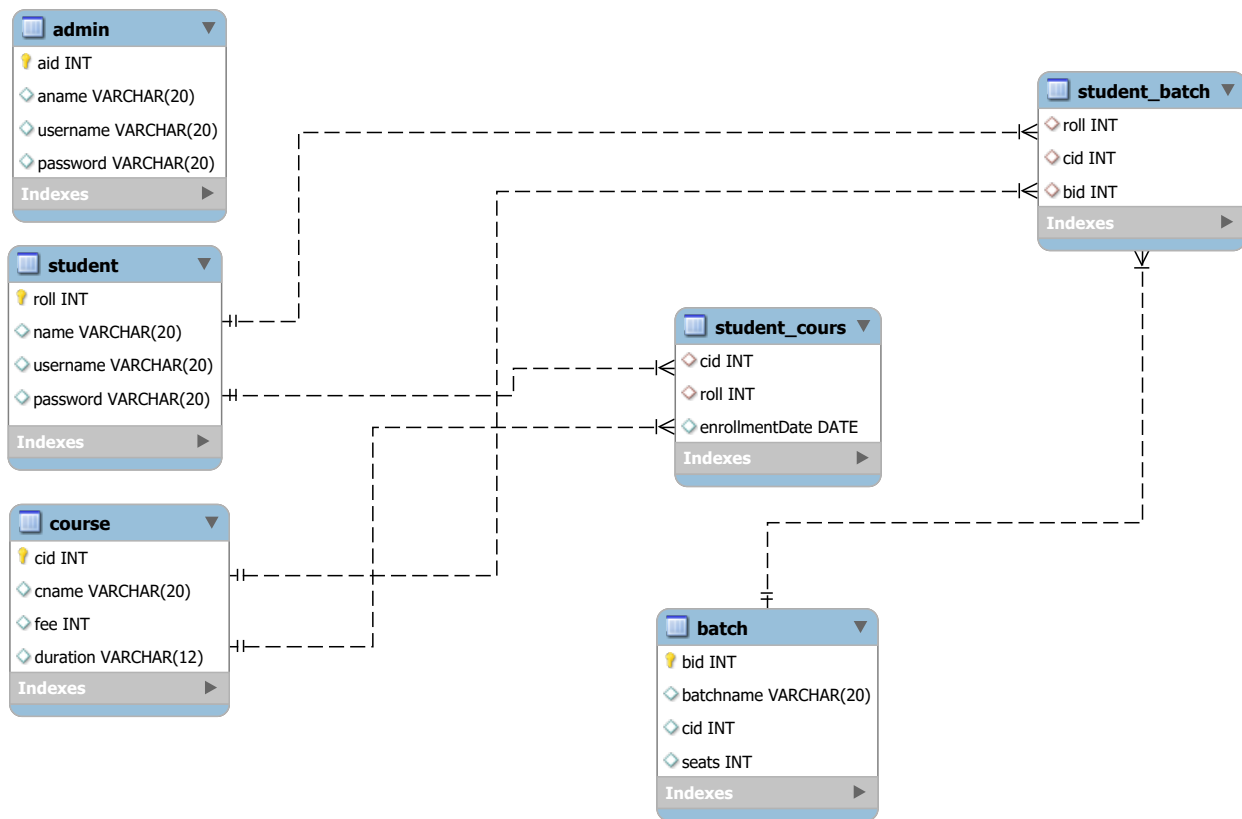 admin
aid INT
aname VARCHAR(20)
username VARCHAR(20)
password VARCHAR(20)
Indexes
student
roll INT
name VARCHAR(20)
username VARCHAR(20)
password VARCHAR(20)
Indexes
course
cid INT
cname VARCHAR(20)
fee INT
duration VARCHAR(12)
Indexes
student_cours
cid INT
roll INT
enrollmentDate DATE
Indexes
batch
bid INT
batchname VARCHAR(20)
cid INT
seats INT
Indexes
student_batch
roll INT
cid INT
bid INT
Indexes